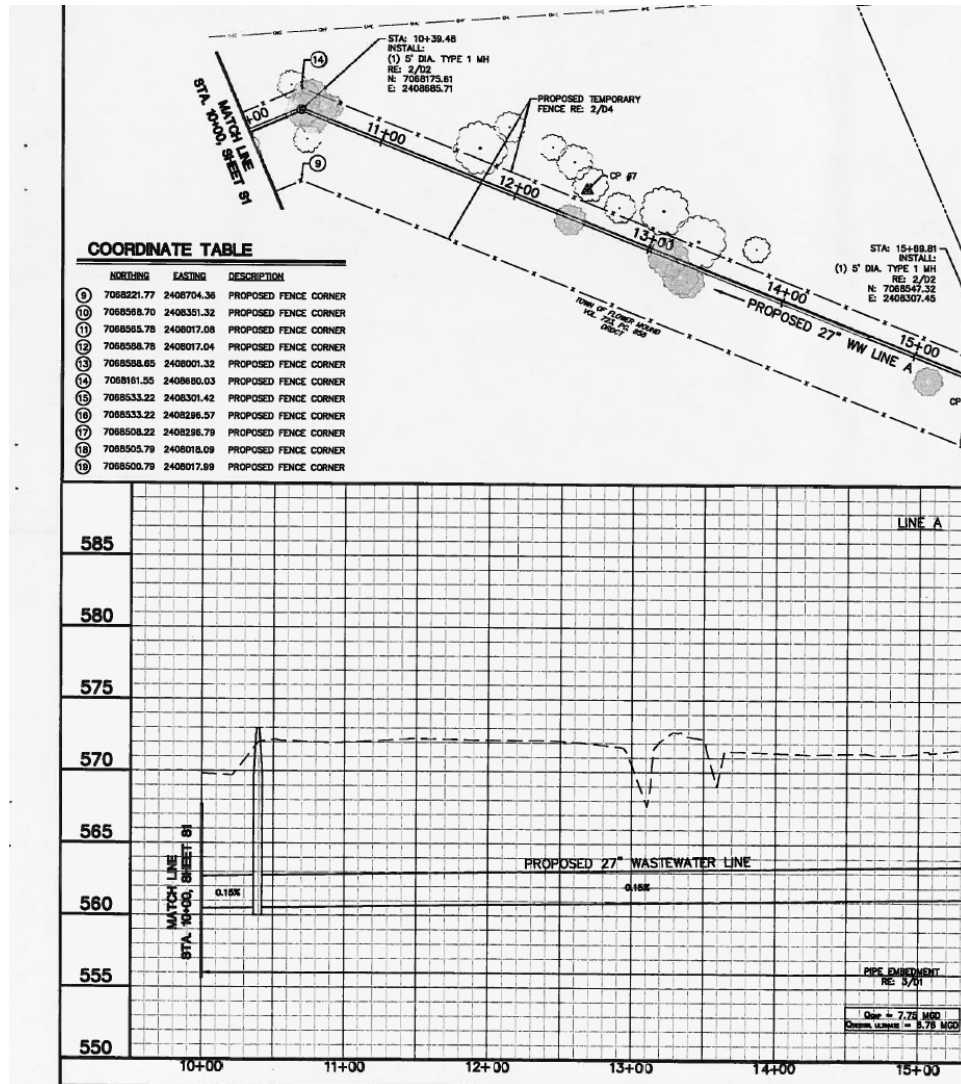 STA: 10+39.48
INSTALL:
(1) 5' DIA. TYPE 1 MH
RE: 2/D2
N: 7068175.61
E: 2408685.71
14
MATCH LINE
STA. 10+00, SHEET S1
+00
PROPOSED TEMPORARY
FENCE RE: 2/D4
11+00
12+00
CP #7
9
13+00
STA: 15+69.81
INSTALL:
(1) 5' DIA. TYPE 1 MH
RE: 2/D2
N: 7068547.32
E: 2408307.45
14+00
15+00
PROPOSED 27" WW LINE A
TOWN OF FLOWER MOUND
VOL. 723, PG. 858
DRDCT
CP
COORDINATE TABLE
NORTHING EASTING DESCRIPTION
9 7068221.77 2408704.36 PROPOSED FENCE CORNER
10 7068568.70 2408351.32 PROPOSED FENCE CORNER
11 7068565.78 2408017.08 PROPOSED FENCE CORNER
12 7068588.78 2408017.04 PROPOSED FENCE CORNER
13 7068588.65 2408001.32 PROPOSED FENCE CORNER
14 7068161.55 2408680.03 PROPOSED FENCE CORNER
15 7068533.22 2408301.42 PROPOSED FENCE CORNER
16 7068533.22 2408296.57 PROPOSED FENCE CORNER
17 7068508.22 2408296.79 PROPOSED FENCE CORNER
18 7068505.79 2408018.09 PROPOSED FENCE CORNER
19 7068500.79 2408017.99 PROPOSED FENCE CORNER
LINE A
585
580
575
570
565
560
555
550
MATCH LINE
STA. 10+00, SHEET S1
PROPOSED 27" WASTEWATER LINE
0.15%
0.15%
PIPE EMBEDMENT
RE: 3/D1
= 7.75 MGD
10+00 11+00 12+00 13+00 14+00 15+00